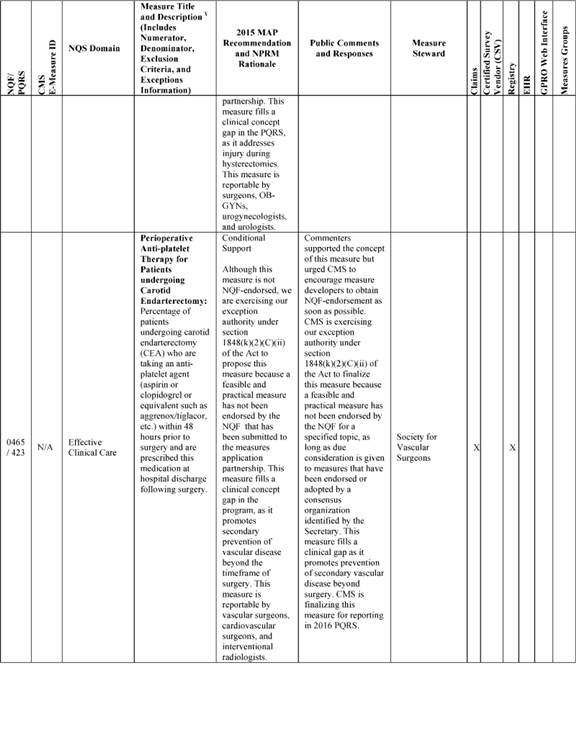 NQF/
PQRS
CMS
E-Measure ID
NQS Domain
Measure Title
and Description ¥
(Includes
Numerator,
Denominator,
Exclusion
Criteria, and
Exceptions
Information)
2015 MAP
Recommendation
and NPRM
Rationale
Public Comments
and Responses
Measure
Steward
Claims
Certified Survey
Vendor (CSV)
Registry
EHR
GPRO Web Interface
Measures Groups
partnership. This
measure fills a
clinical concept
gap in the PQRS,
as it addresses
injury during
hysterectomies.
This measure is
reportable by
surgeons, OB-
GYNs,
urogynecologists,
and urologists.
0465
/ 423
N/A
Effective
Clinical Care
Perioperative
Anti-platelet
Therapy for
Patients
undergoing
Carotid
Endarterectomy:
Percentage of
patients
undergoing carotid
endarterectomy
(CEA) who are
taking an anti-
platelet agent
(aspirin or
clopidogrel or
equivalent such as
aggrenox/tiglacor,
etc.) within 48
hours prior to
surgery and are
prescribed this
medication at
hospital discharge
following surgery.
Conditional
Support
Although this
measure is not
NQF-endorsed, we
are exercising our
exception
authority under
section
1848(k)(2)(C)(ii)
of the Act to
propose this
measure because a
feasible and
practical measure
has not been
endorsed by the
NQF that has
been submitted to
the measures
application
partnership. This
measure fills a
clinical concept
gap in the
program, as it
promotes
secondary
prevention of
vascular disease
beyond the
timeframe of
surgery. This
measure is
reportable by
vascular surgeons,
cardiovascular
surgeons, and
interventional
radiologists.
Commenters
supported the concept
of this measure but
urged CMS to
encourage measure
developers to obtain
NQF-endorsement as
soon as possible.
CMS is exercising
our exception
authority under
section
1848(k)(2)(C)(ii) of
the Act to finalize
this measure because
a feasible and
practical measure has
not been endorsed by
the NQF for a
specified topic, as
long as due
consideration is given
to measures that have
been endorsed or
adopted by a
consensus
organization
identified by the
Secretary. This
measure fills a
clinical gap as it
promotes prevention
of secondary vascular
disease beyond
surgery. CMS is
finalizing this
measure for reporting
in 2016 PQRS.
Society for
Vascular
Surgeons
X
X